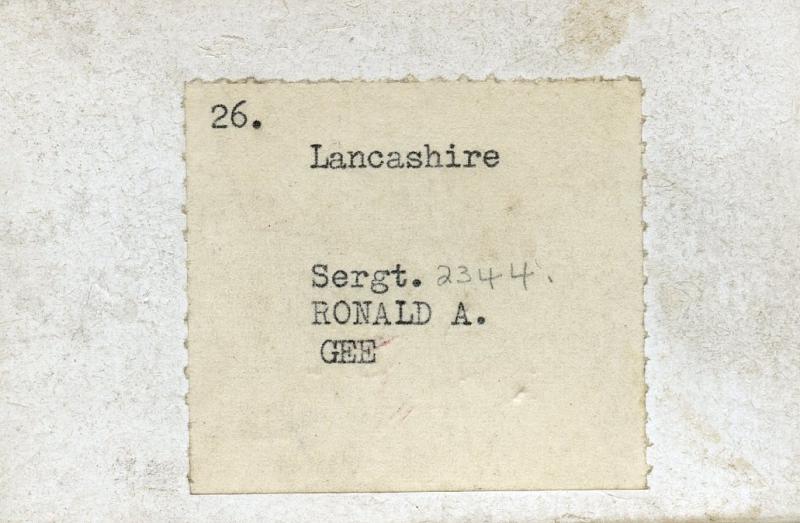 26.
Lancashire
Sergt. 2344.
RONALD A.
GEE